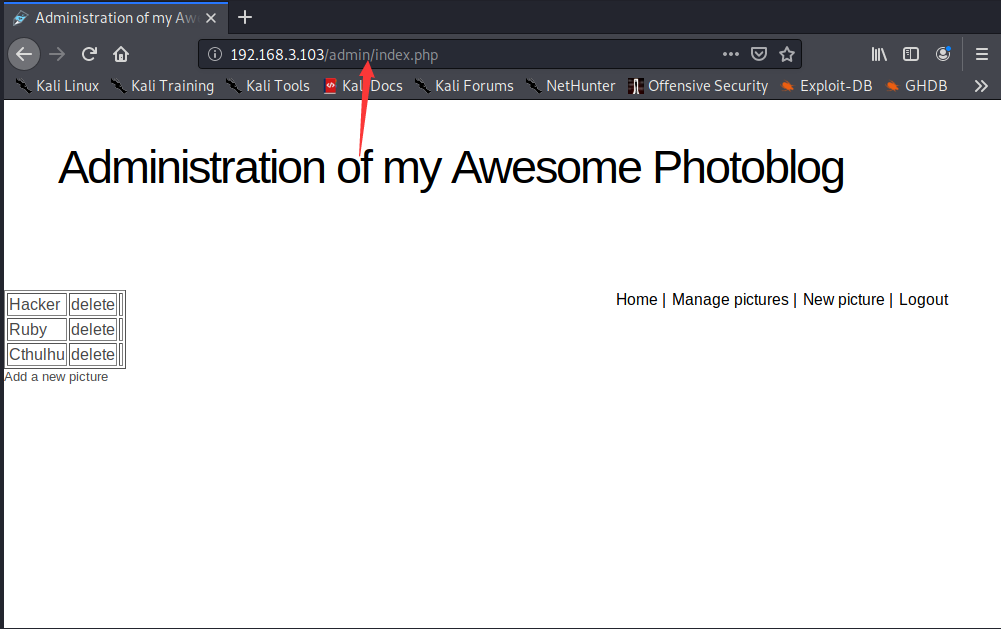 Administration of my Aw
192.168.3.103/admin/index.php
Kali Linux Kali Training Kali Tools Kali Docs Kali Forums NetHunter Offensive Security Exploit-DB GHDB
Administration of my Awesome Photoblog
Home | Manage pictures | New picture | Logout
Hacker delete
Ruby delete
Cthulhu delete
Add a new picture